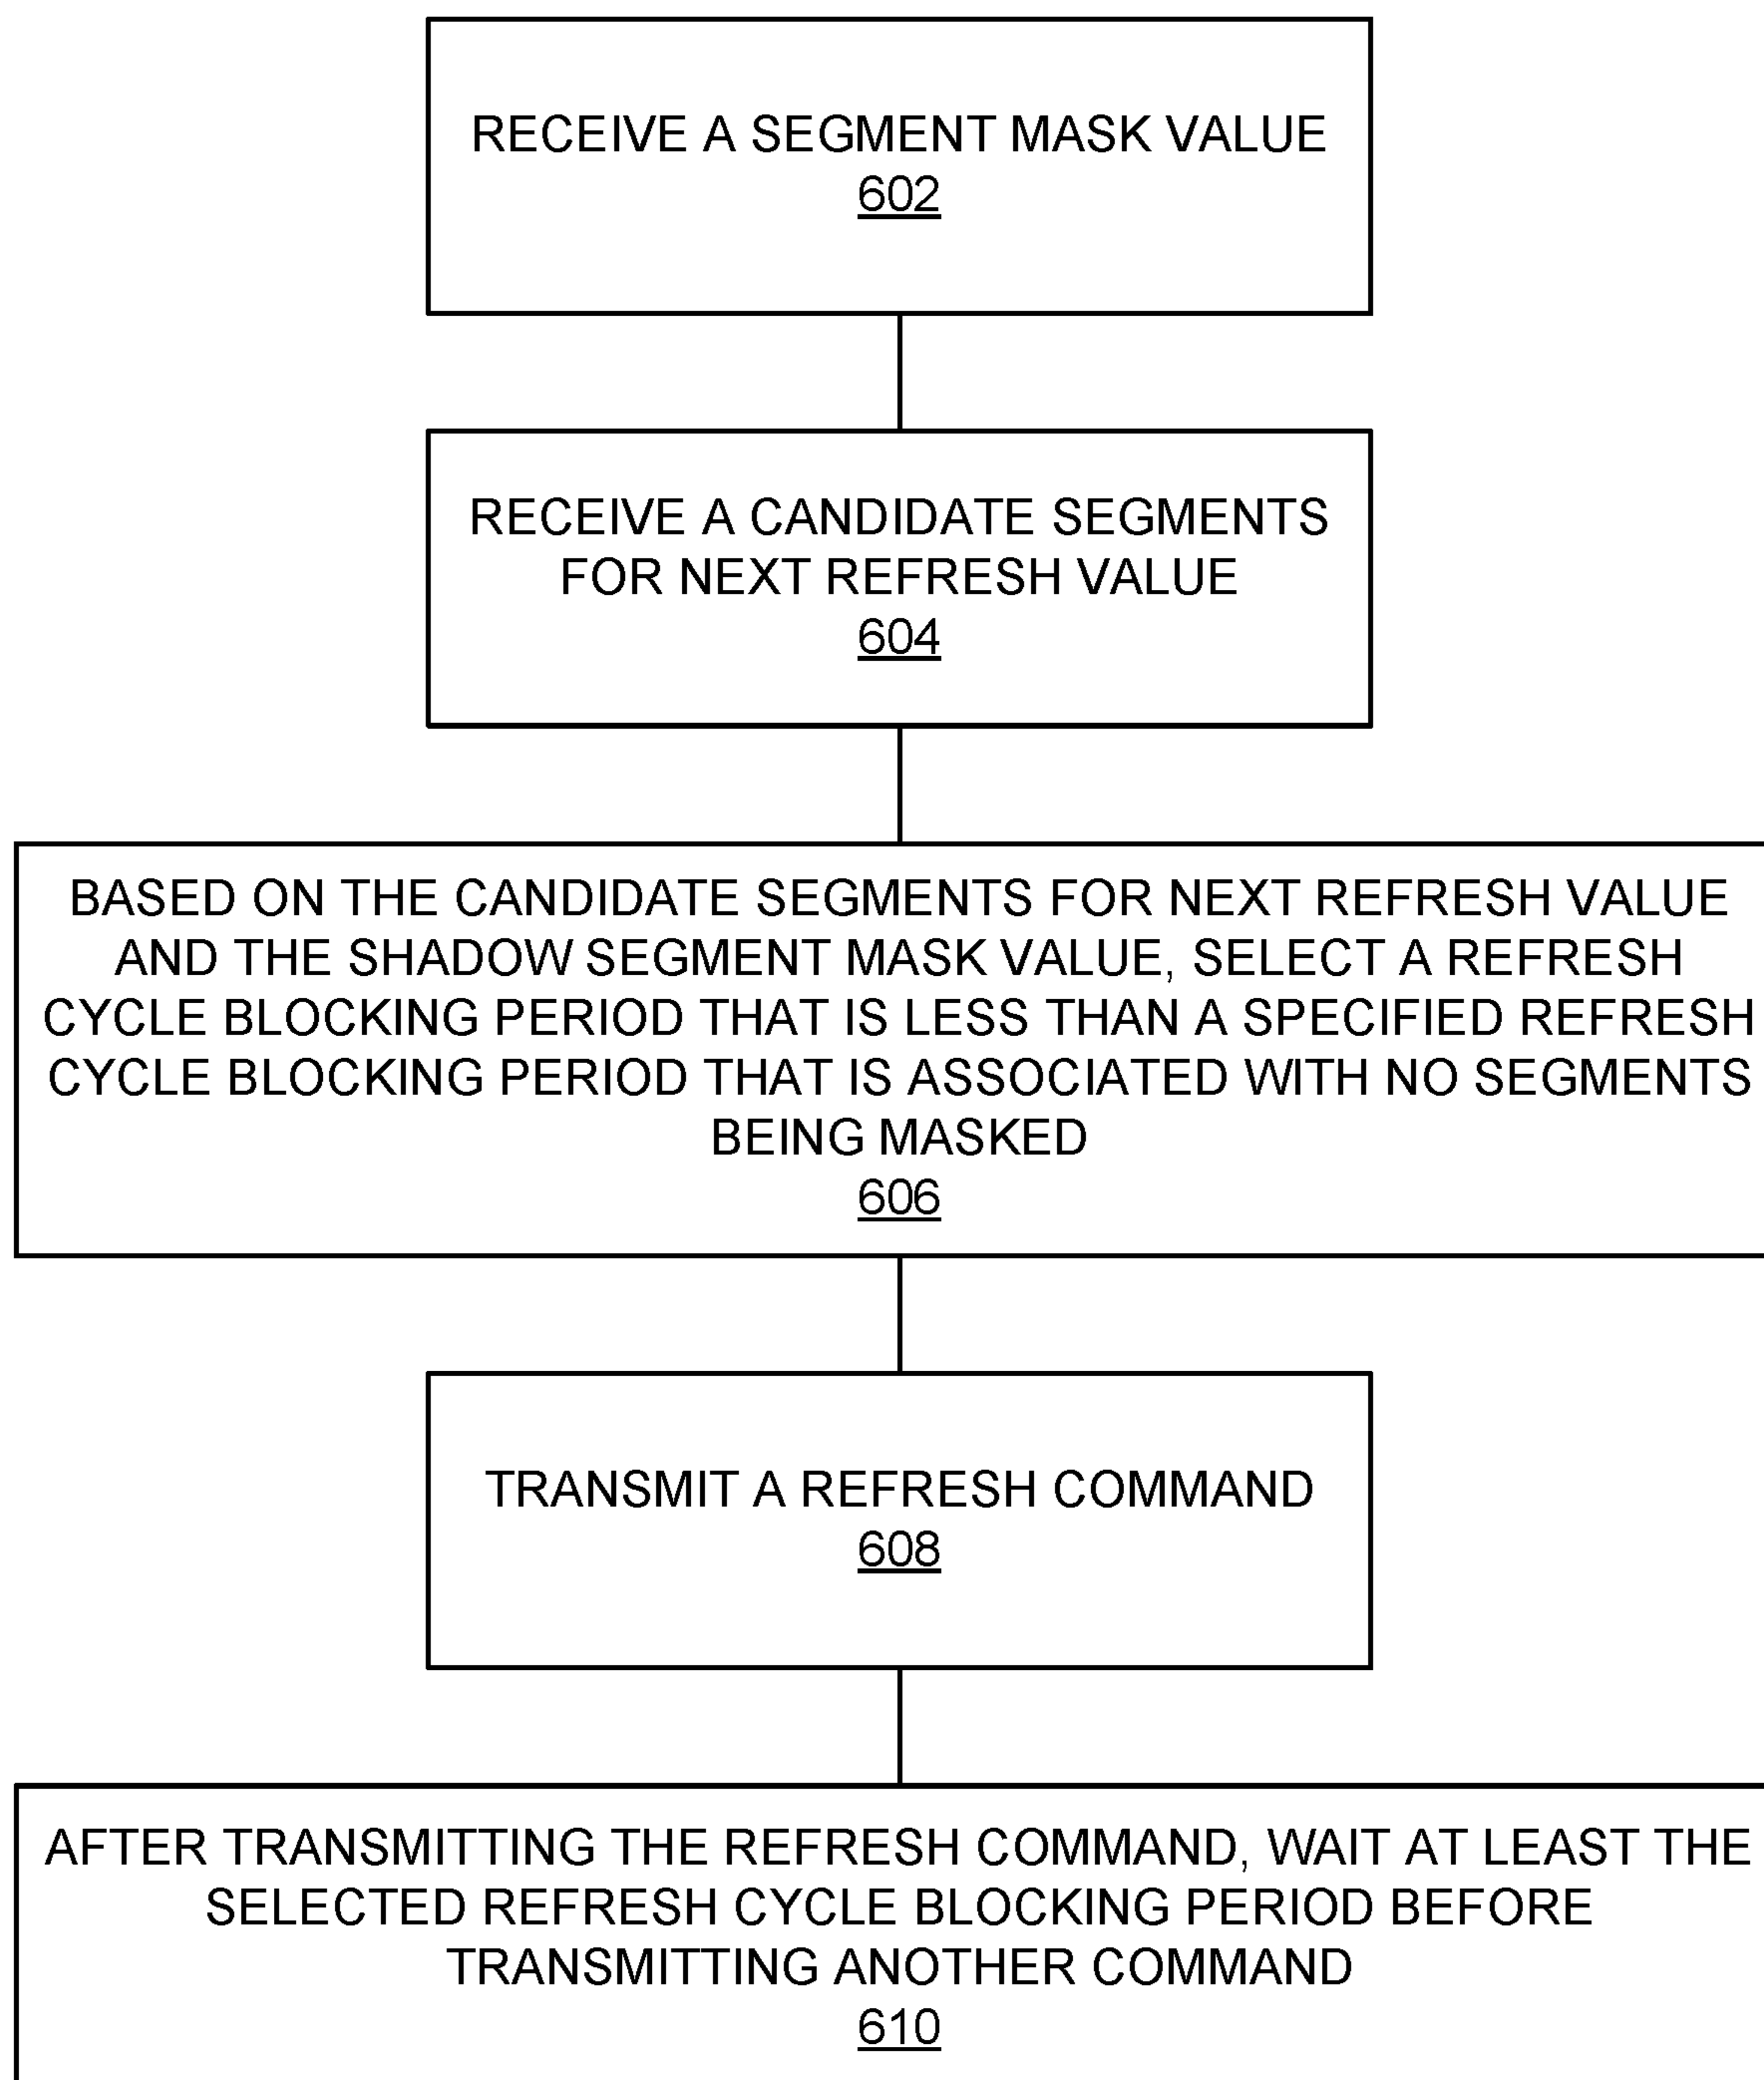 RECEIVE A SEGMENT MASK VALUE
602
RECEIVE A CANDIDATE SEGMENTS
FOR NEXT REFRESH VALUE
604
BASED ON THE CANDIDATE SEGMENTS FOR NEXT REFRESH VALUE
AND THE SHADOW SEGMENT MASK VALUE, SELECT A REFRESH
CYCLE BLOCKING PERIOD THAT IS LESS THAN A SPECIFIED REFRESH
CYCLE BLOCKING PERIOD THAT IS ASSOCIATED WITH NO SEGMENTS
BEING MASKED
606
TRANSMIT A REFRESH COMMAND
608
AFTER TRANSMITTING THE REFRESH COMMAND, WAIT AT LEAST THE
SELECTED REFRESH CYCLE BLOCKING PERIOD BEFORE
TRANSMITTING ANOTHER COMMAND
610